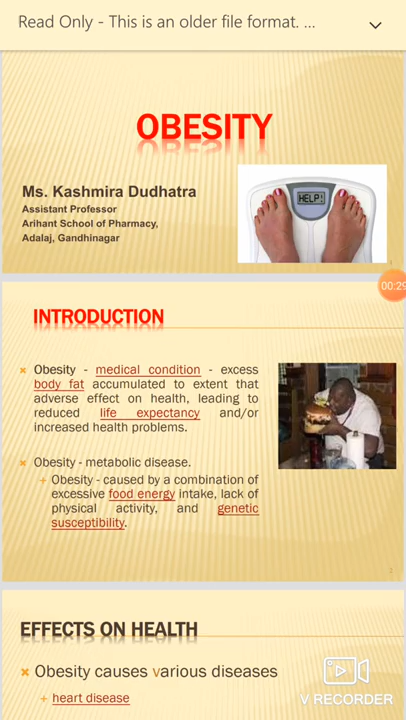 Read Only - This is an older file format. ...
OBESITY
HELP!
Ms. Kashmira Dudhatra
Assistant Professor
Arihant School of Pharmacy,
Adalaj, Gandhinagar
1
00:29
INTRODUCTION
Obesity - medical condition - excess
body fat accumulated to extent that
adverse effect on health, leading to
reduced life expectancy and/or
increased health problems.
Obesity - metabolic disease.
Obesity - caused by a combination of
excessive food energy intake, lack of
physical activity, and genetic
susceptibility.
2
EFFECTS ON HEALTH
Obesity causes various diseases
heart disease
V RECORDER